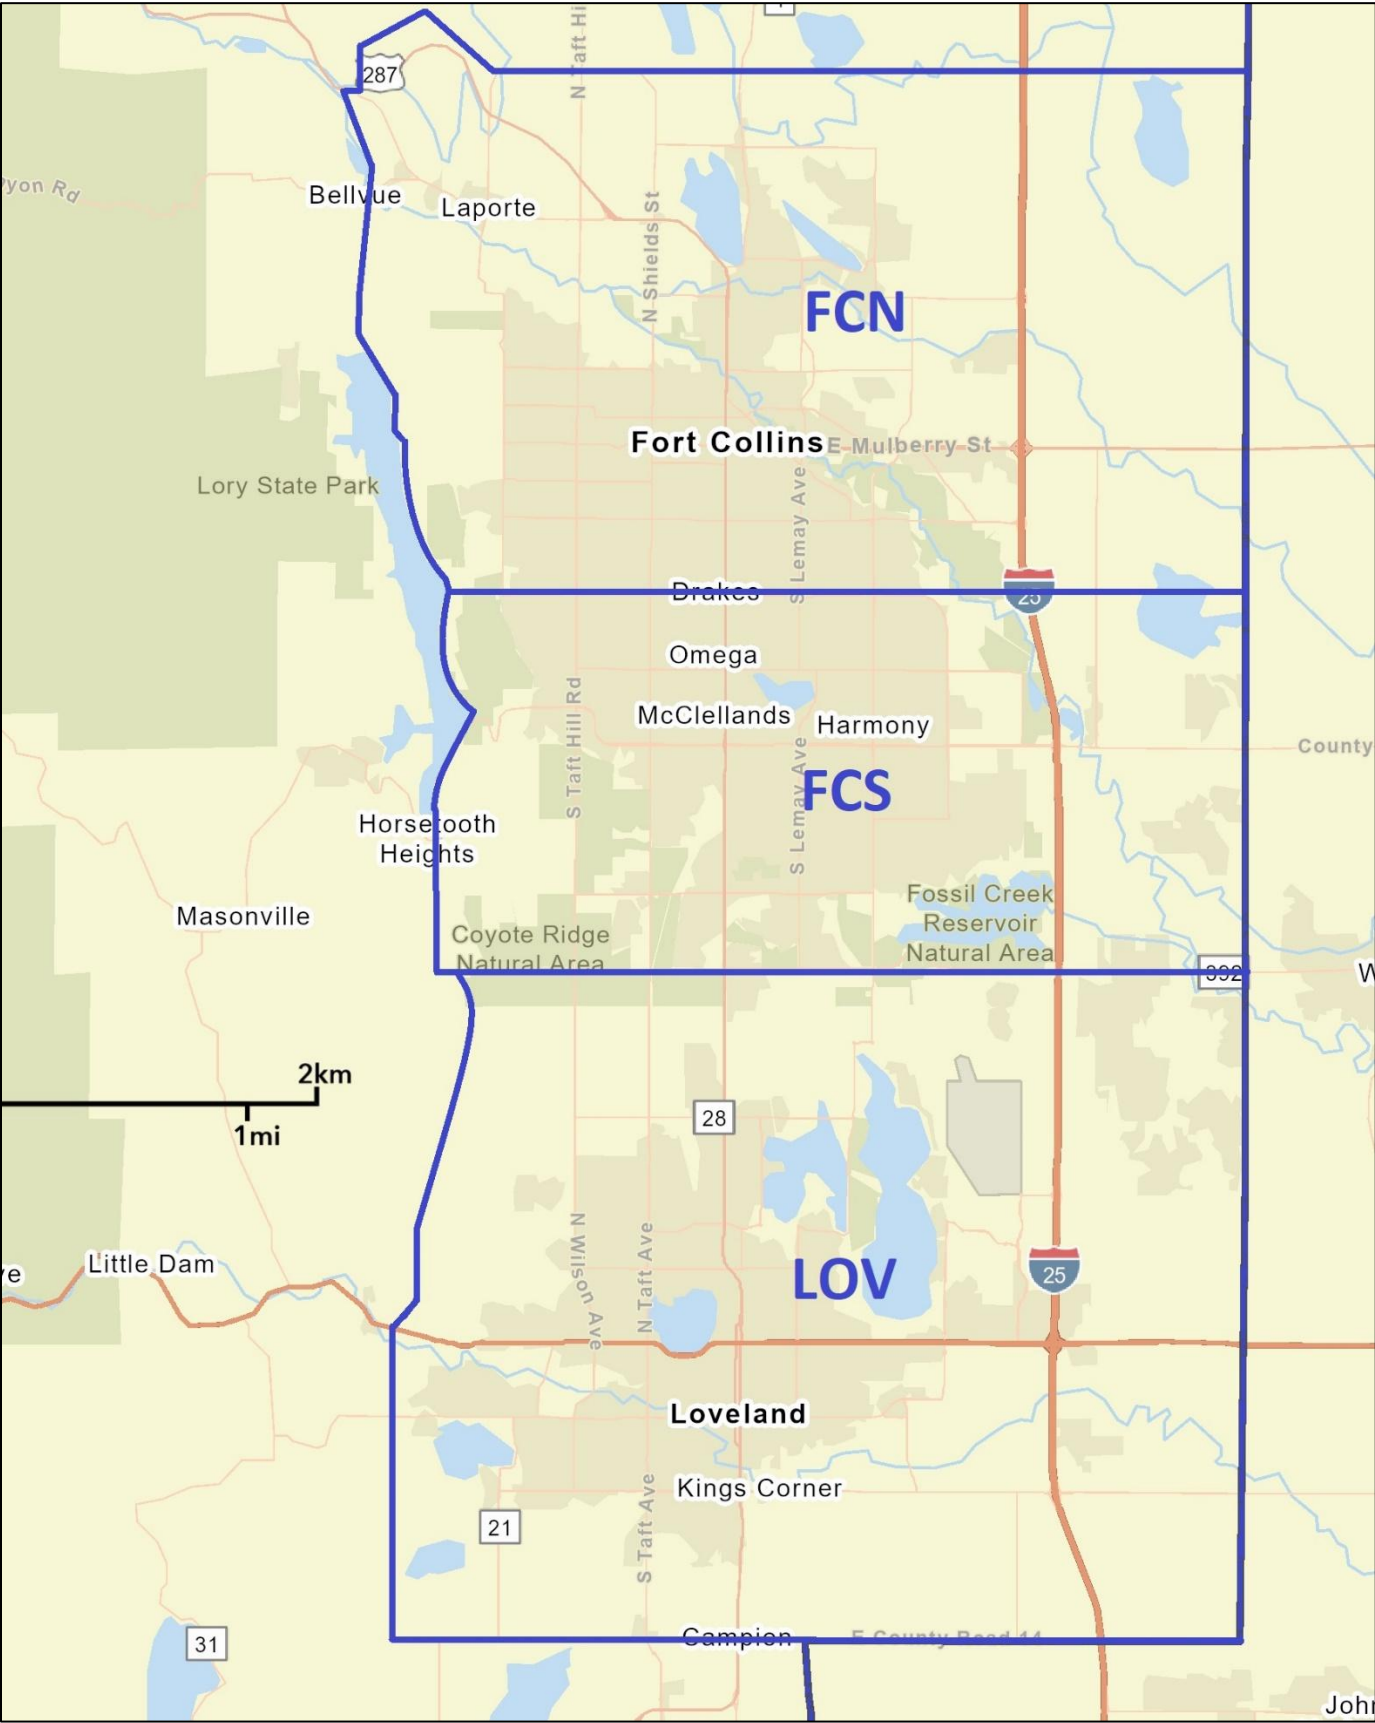 N Taft Hi
287
yon Rd
Bellvue
Laporte
N Shields St
FCN
Fort Collins
E Mulberry St
Lory State Park
S Lemay Ave
Drakes
25
Omega
S Taft Hill Rd
McClellands
Harmony
County
S Lemay Ave
FCS
Horsetooth
Heights
Fossil Creek
Reservoir
Natural Area
Masonville
Coyote Ridge
Natural Area
392
W
2km
1mi
28
N Wilson Ave
N Taft Ave
Little Dam
ve
25
LOV
Loveland
Kings Corner
S Taft Ave
21
Campion
E County Road 14
31
John